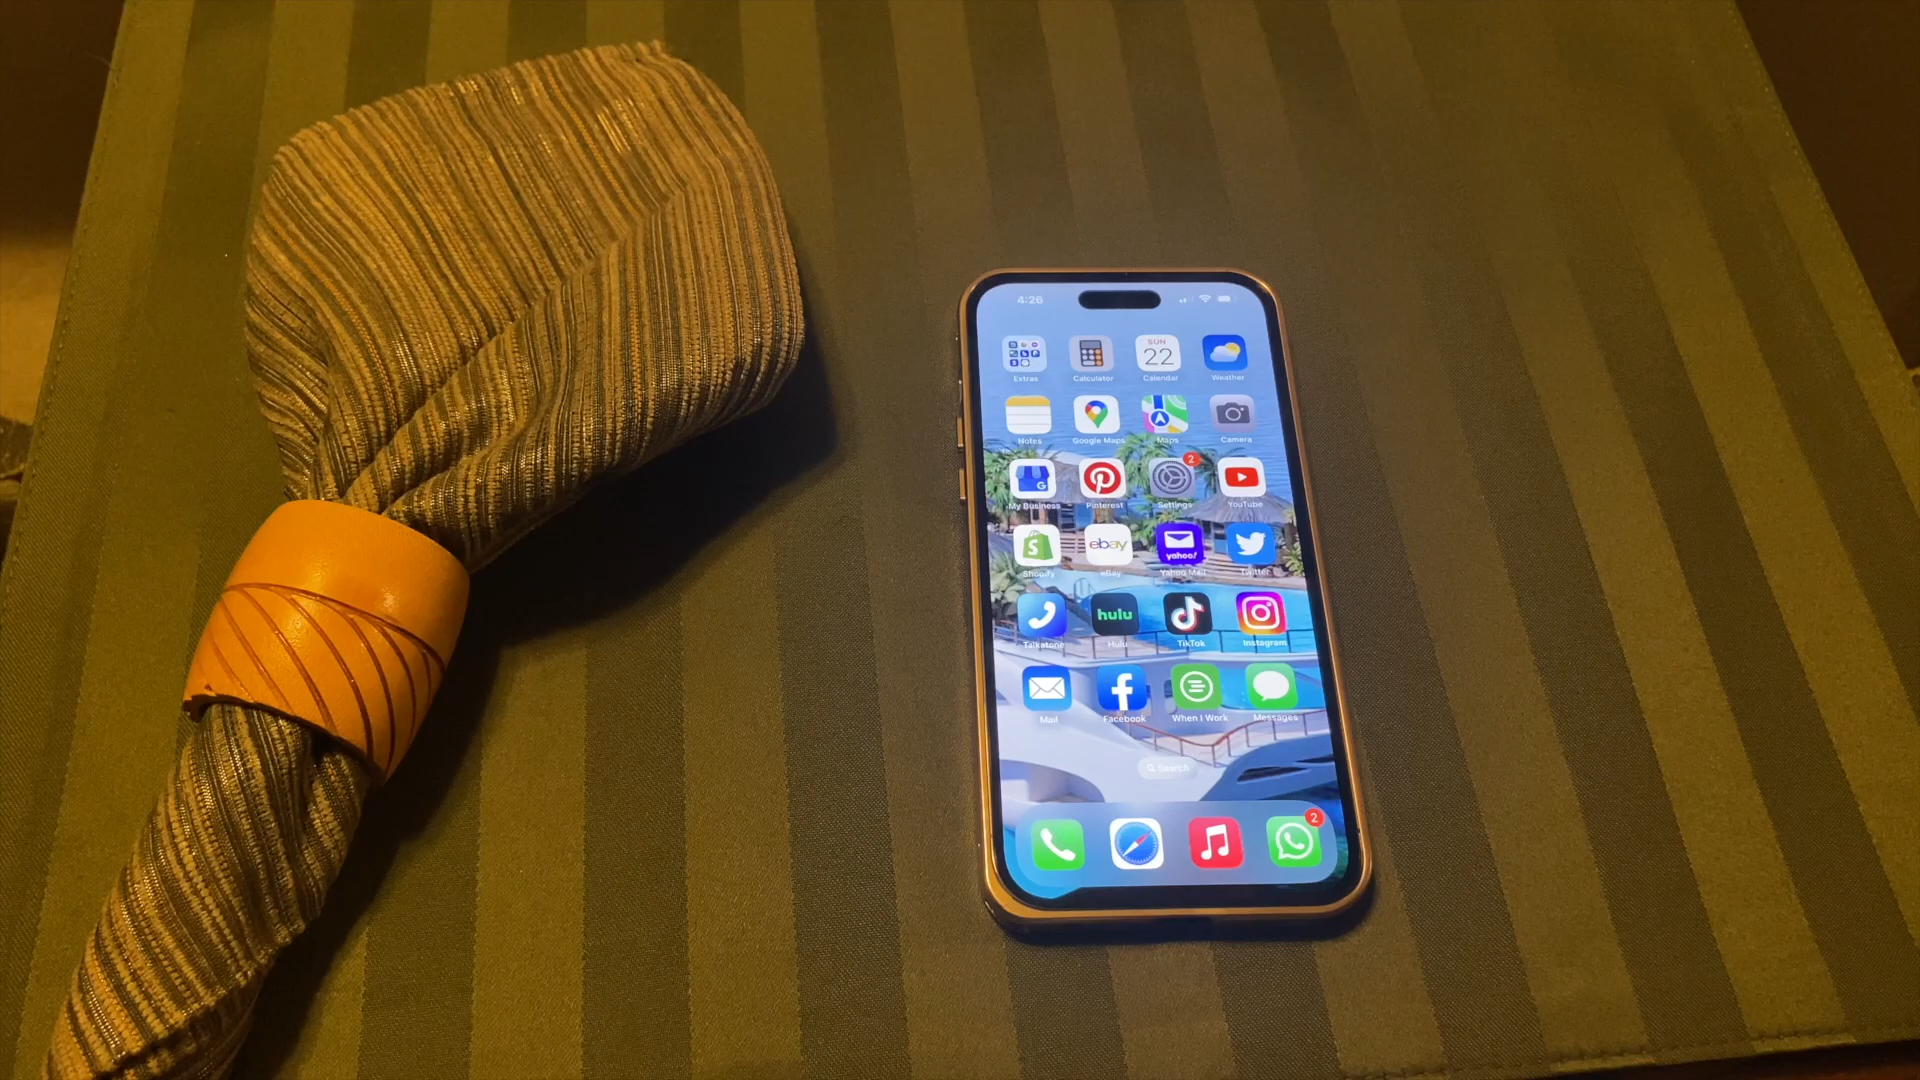 4:26
SUN
22
Extras Calculator Calendar Weather
Notes Google Maps Maps Camera
2
G
My Business Pinterest Settings YouTube
S ebay yahoo!
Shopify eBay Yahoo Mail Twitter
hulu
Talkatone Hulu TikTok Instagram
Mail Facebook When I Work Messages
Search
2